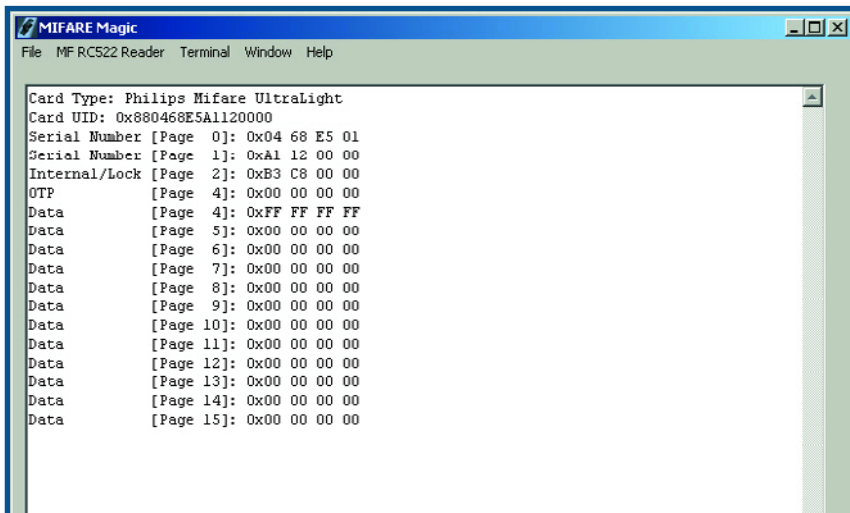 MIFARE Magic
File MF RC522 Reader Terminal Window Help
Card Type: Philips Mifare UltraLight
Card UID: 0x880468E5A1120000
Serial Number [Page  0]: 0x04 68 E5 01
Serial Number [Page  1]: 0xA1 12 00 00
Internal/Lock [Page  2]: 0xB3 C8 00 00
OTP           [Page  4]: 0x00 00 00 00
Data          [Page  4]: 0xFF FF FF FF
Data          [Page  5]: 0x00 00 00 00
Data          [Page  6]: 0x00 00 00 00
Data          [Page  7]: 0x00 00 00 00
Data          [Page  8]: 0x00 00 00 00
Data          [Page  9]: 0x00 00 00 00
Data          [Page 10]: 0x00 00 00 00
Data          [Page 11]: 0x00 00 00 00
Data          [Page 12]: 0x00 00 00 00
Data          [Page 13]: 0x00 00 00 00
Data          [Page 14]: 0x00 00 00 00
Data          [Page 15]: 0x00 00 00 00